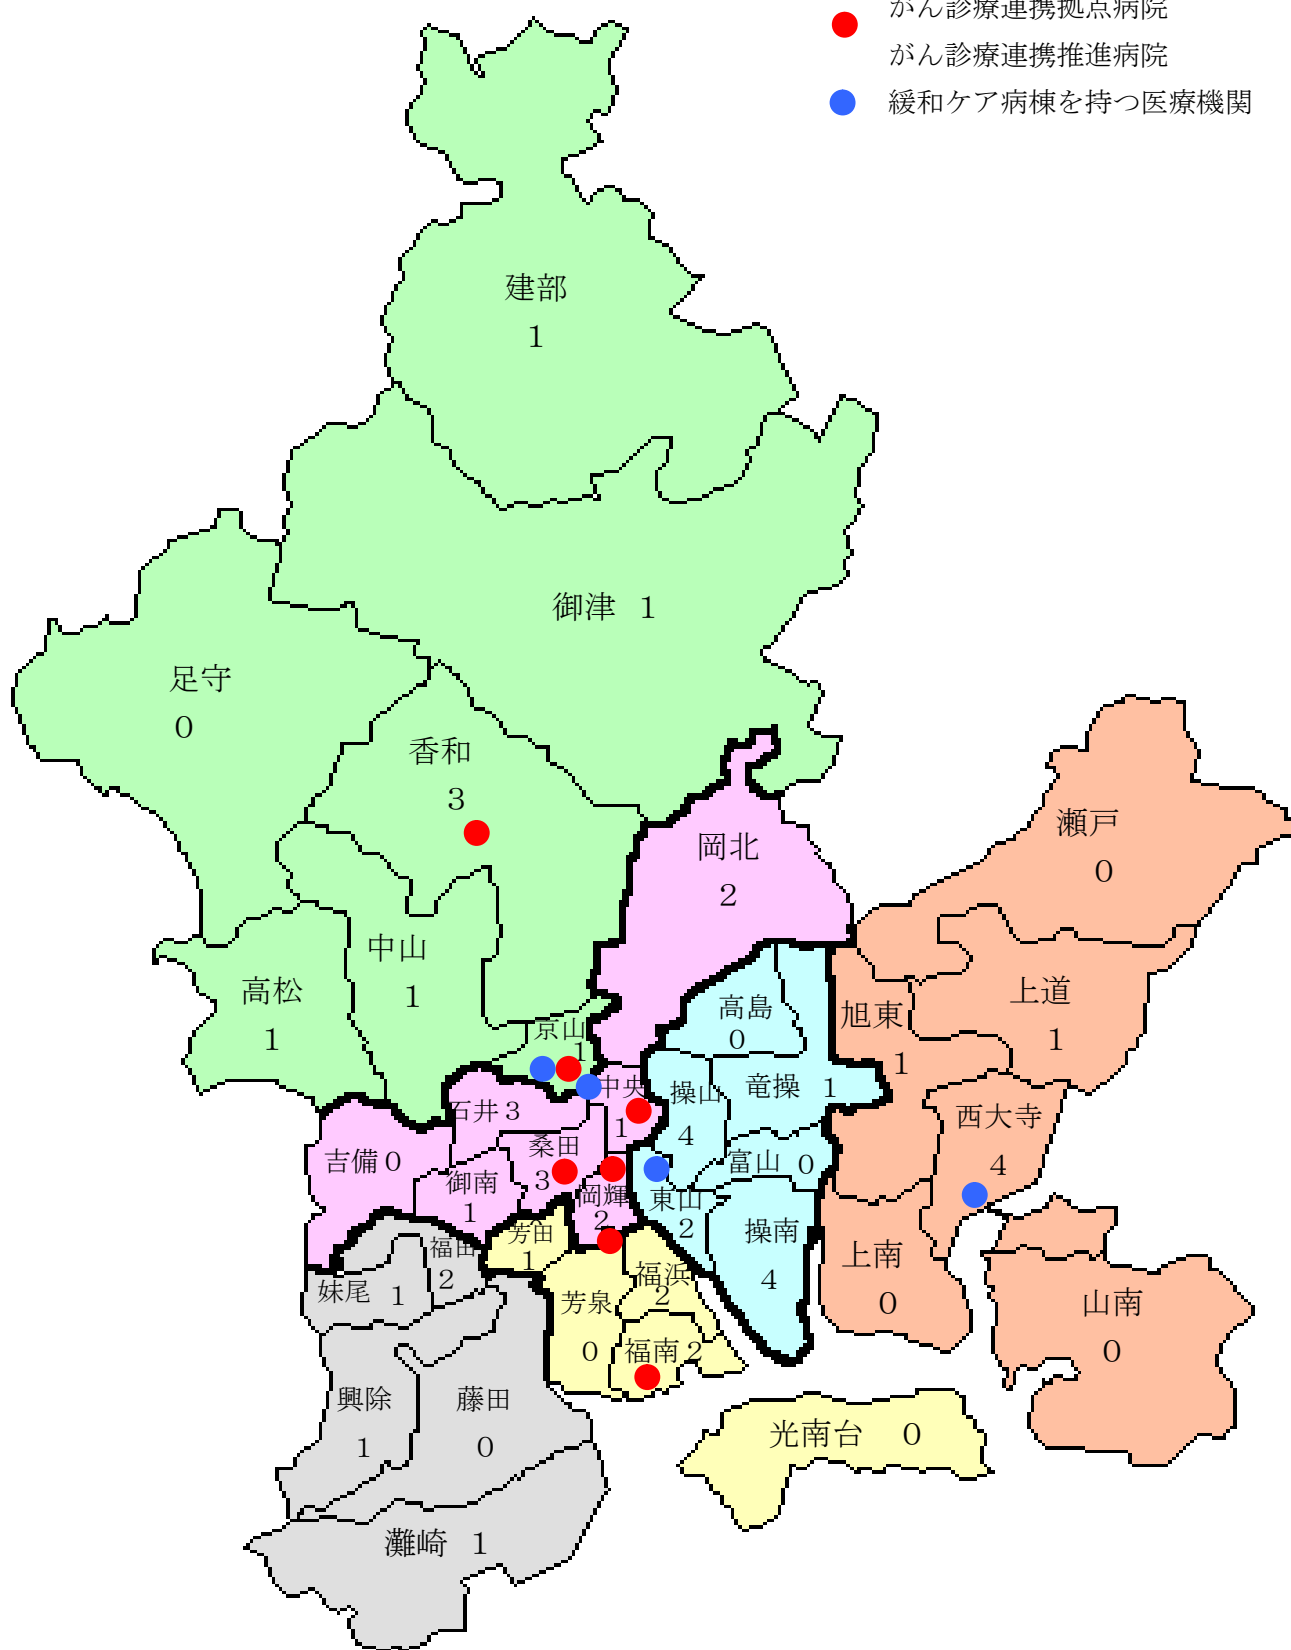 がん診療連携拠点病院
がん診療連携推進病院
緩和ケア病棟を持つ医療機関
建部
1
御津 1
足守
0
香和
3
岡北
2
瀬戸
0
中山
1
高松
1
上道
1
旭東
1
高島
0
京山
1
竜操 1
操山
4
中央
1
石井3
西大寺
4
桑田
3
吉備0
富山 0
御南
1
岡輝
2
東山
2
操南
4
芳田
1
福田
2
上南
0
福浜
2
妹尾 1
芳泉
0
山南
0
福南2
興除
1
藤田
0
光南台 0
灘崎 1